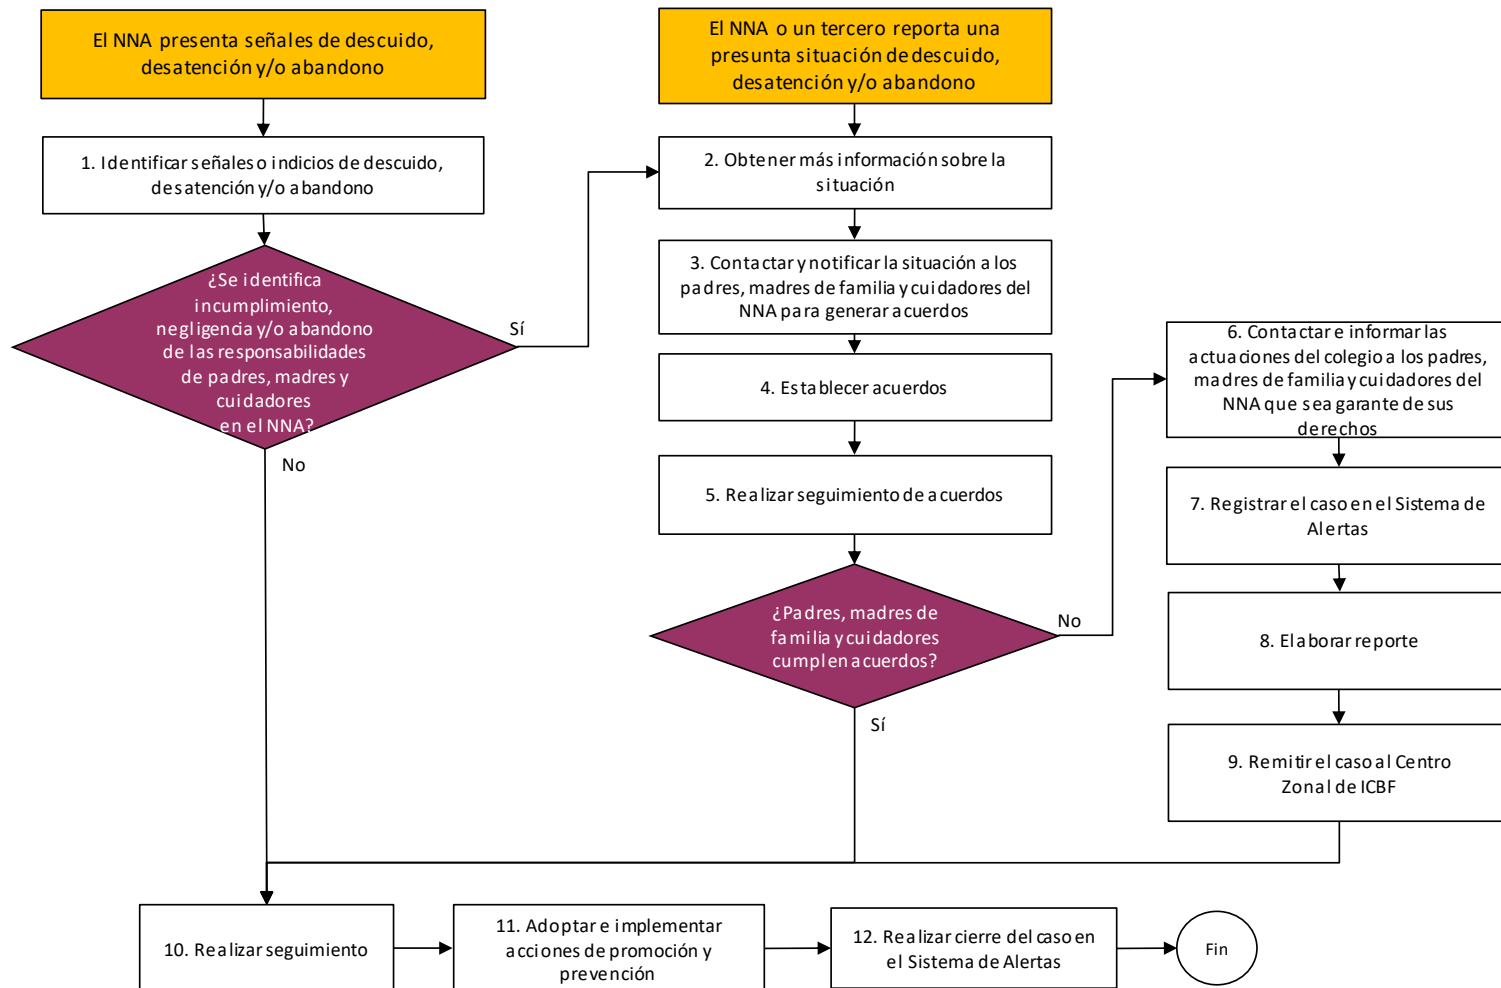 El NNA presenta señales de descuido,
desatención y/o abandono
El NNA o un tercero reporta una
presunta situación de descuido,
desatención y/o abandono
1. Identificar señales o indicios de descuido,
desatención y/o abandono
2. Obtener más información sobre la
situación
¿Se identifica
incumplimiento,
negligencia y/o abandono
de las responsabilidades
de padres, madres y
cuidadores
en el NNA?
Sí
No
3. Contactar y notificar la situación a los
padres, madres de familia y cuidadores del
NNA para generar acuerdos
4. Establecer acuerdos
5. Realizar seguimiento de acuerdos
¿Padres, madres de
familia y cuidadores
cumplen acuerdos?
No
Sí
6. Contactar e informar las
actuaciones del colegio a los padres,
madres de familia y cuidadores del
NNA que sea garante de sus
derechos
7. Registrar el caso en el Sistema de
Alertas
8. Elaborar reporte
9. Remitir el caso al Centro
Zonal de ICBF
10. Realizar seguimiento
11. Adoptar e implementar
acciones de promoción y
prevención
12. Realizar cierre del caso en
el Sistema de Alertas
Fin